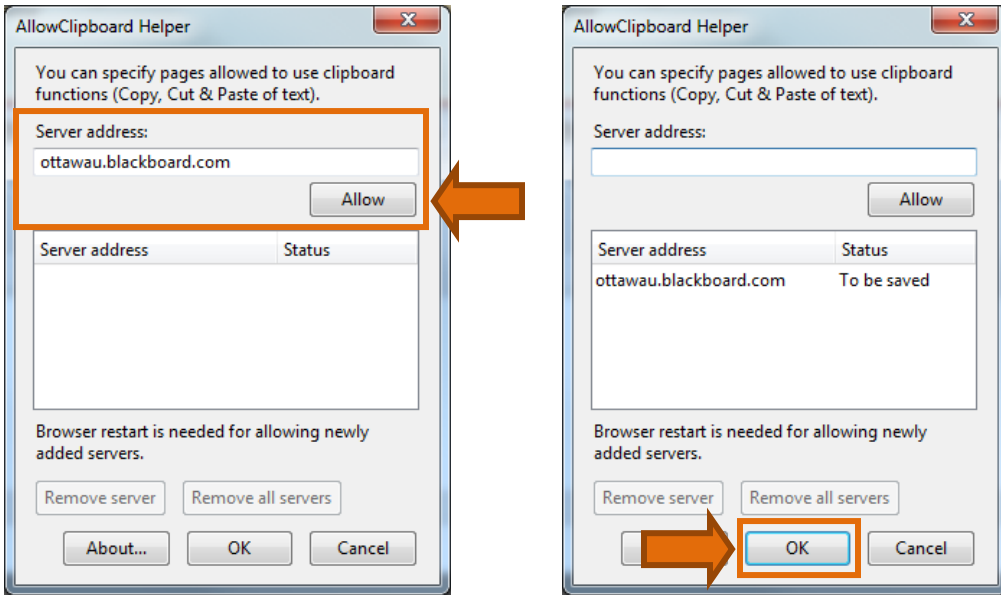 AllowClipboard Helper
You can specify pages allowed to use clipboard
functions (Copy, Cut & Paste of text).
Server address:
ottawau.blackboard.com
Allow
Server address Status
Browser restart is needed for allowing newly
added servers.
Remove server Remove all servers
About... OK Cancel
AllowClipboard Helper
You can specify pages allowed to use clipboard
functions (Copy, Cut & Paste of text).
Server address:
Allow
Server address Status
ottawau.blackboard.com To be saved
Browser restart is needed for allowing newly
added servers.
Remove server Remove all servers
OK Cancel